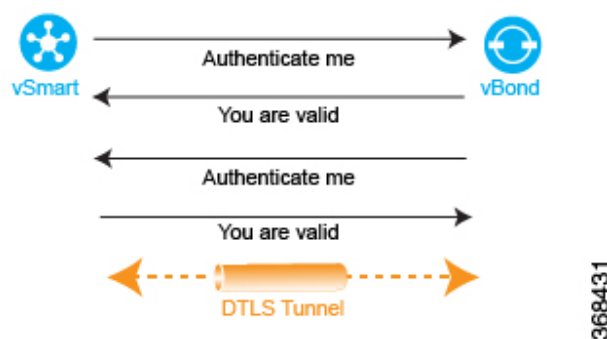 Authenticate me
vSmart
vBond
You are valid
Authenticate me
You are valid
DTLS Tunnel
368431